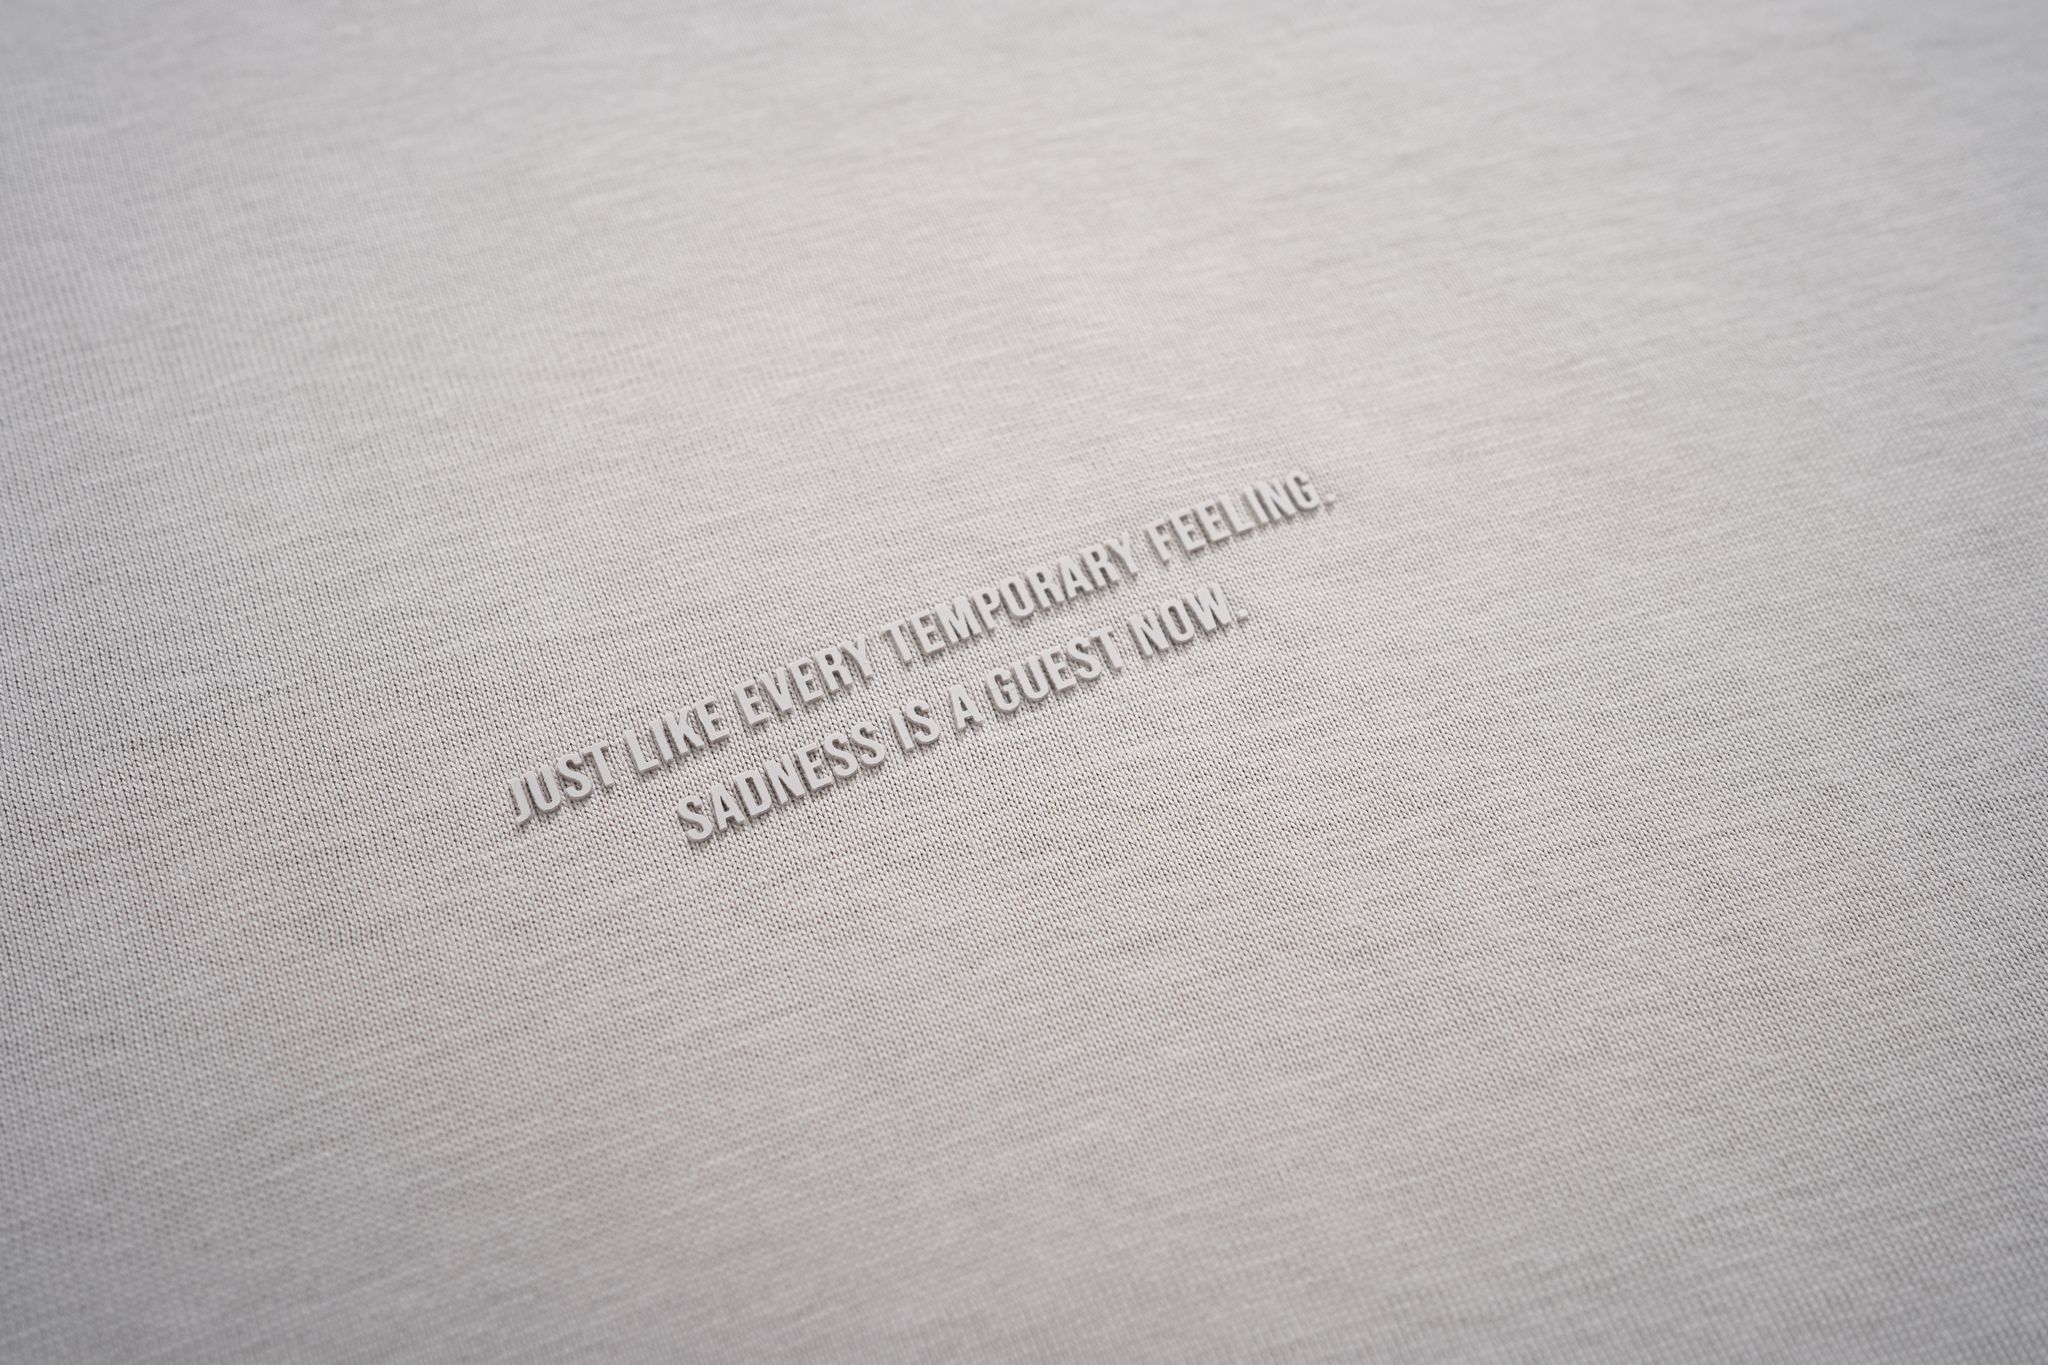 JUST LIKE EVERY TEMPORARY FEELING.
SADNESS IS A GUEST NOW.